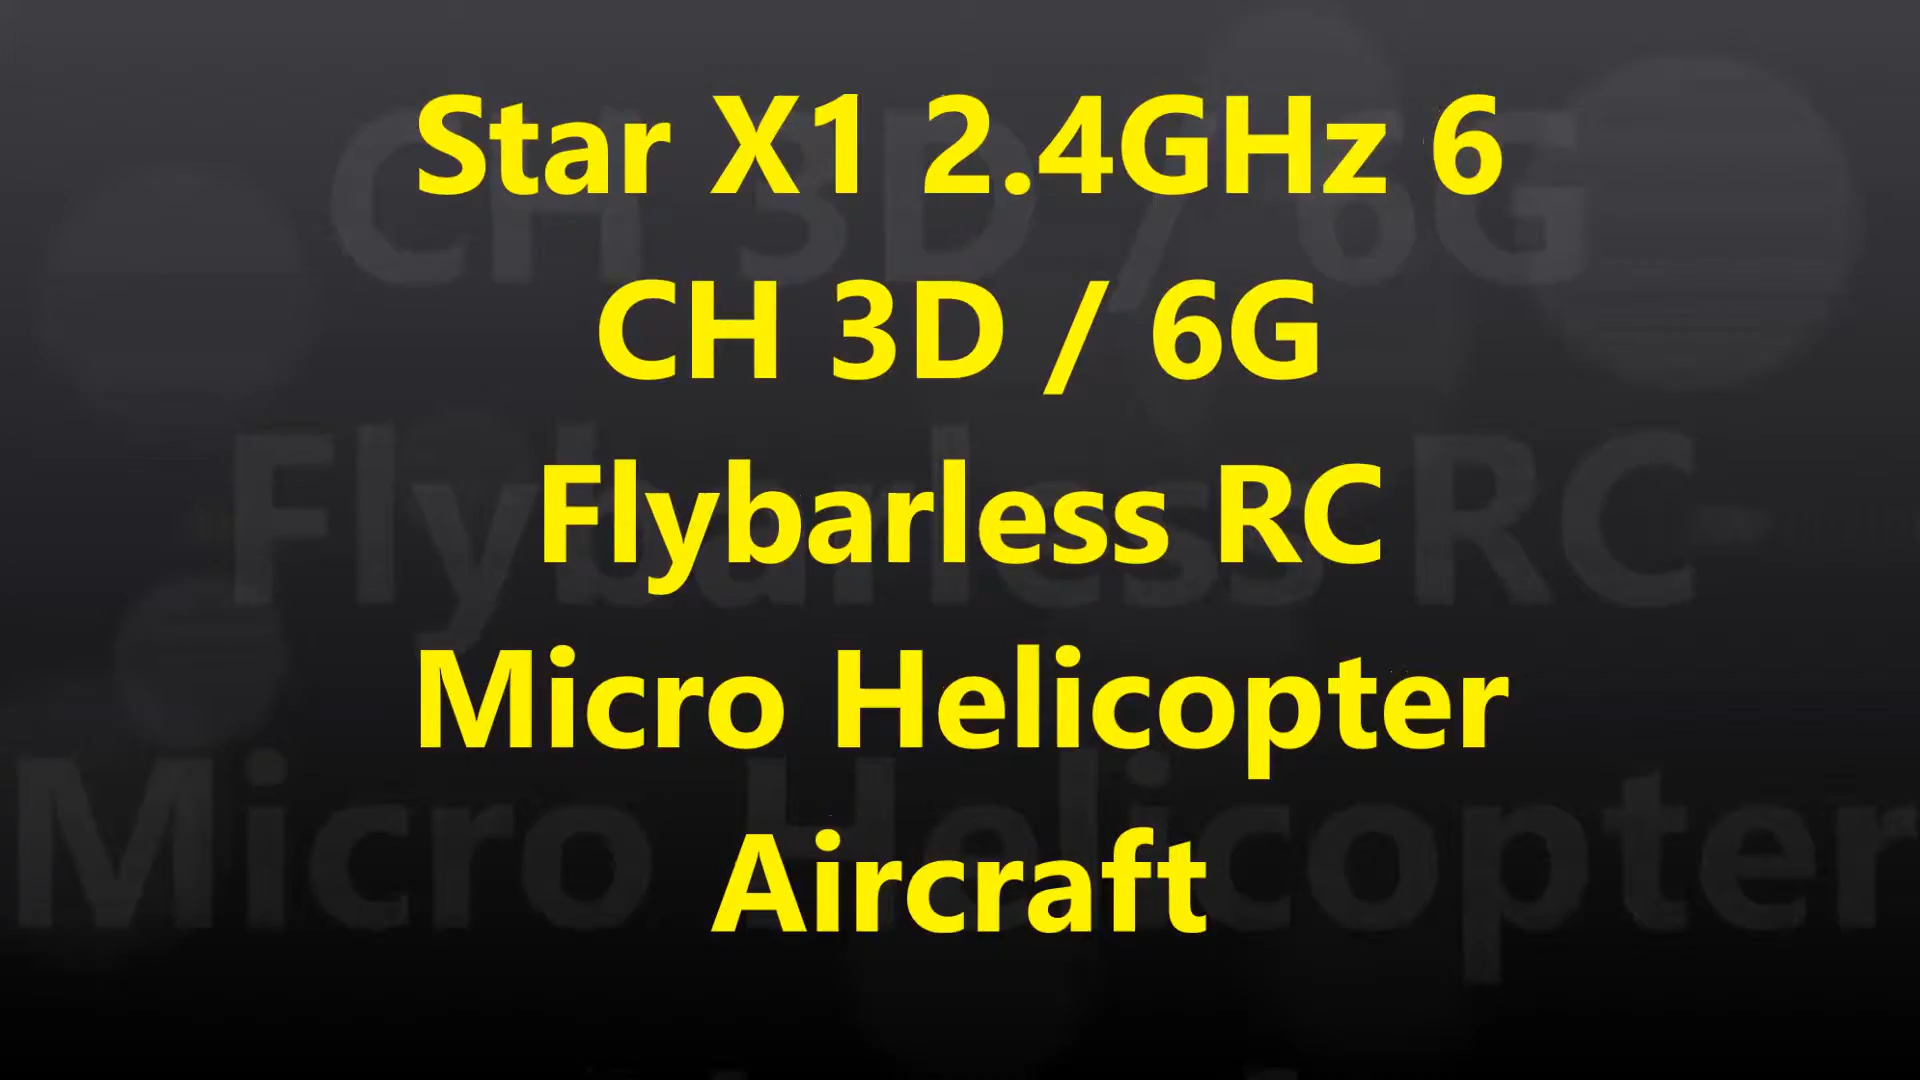 Star X1 2.4GHz 6
CH 3D / 6G
Flybarless RC
Micro Helicopter
Aircraft